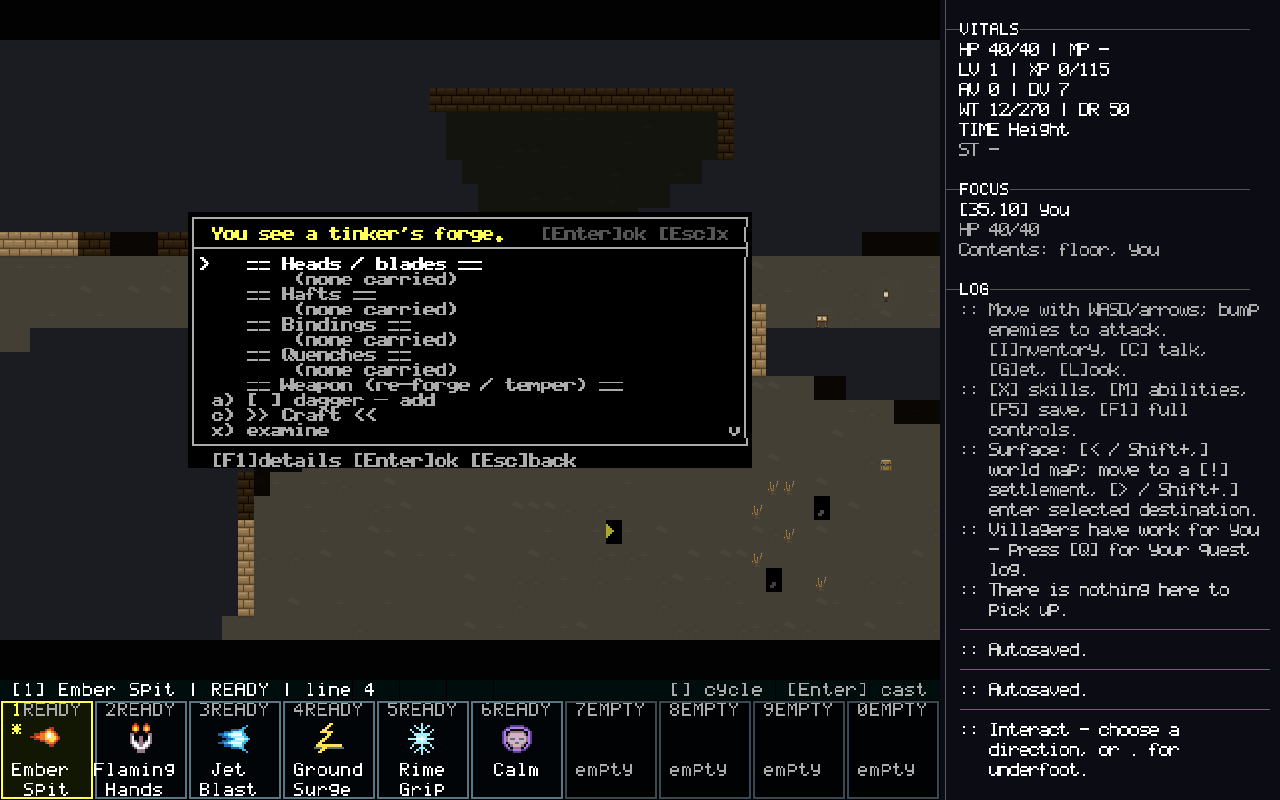 You see a tinker's forge. [Enter]ok [Esc]x
> == Heads / blades ==
(none carried)
== Hafts ==
(none carried)
== Bindings ==
(none carried)
== Quenches ==
(none carried)
== Weapon (re-forge / temper) ==
a) [ ] dagger — add
c) >> Craft <<
x) examine v
[F1]details [Enter]ok [Esc]back
[1] Ember Spit | READY | line 4 [] cycle [Enter] cast
1READY 2READY 3READY 4READY 5READY 6READY 7EMPTY 8EMPTY 9EMPTY 0EMPTY
*
Ember Spit
Flaming Hands
Jet Blast
Ground Surge
Rime Grip
Calm
empty
empty
empty
empty
VITALS
HP 40/40 | MP -
LV 1 | XP 0/115
AV 0 | DV 7
WT 12/270 | DR 50
TIME Height
ST -
FOCUS
[35,10] You
HP 40/40
Contents: floor, you
LOG
:: Move with WASD/arrows; bump
enemies to attack.
[I]nventory, [C] talk,
[G]et, [L]ook.
:: [X] skills, [M] abilities,
[F5] save, [F1] full
controls.
:: Surface: [< / Shift+,]
world map; move to a [!]
settlement, [> / Shift+.]
enter selected destination.
:: Villagers have work for you
— press [Q] for your quest
log.
:: There is nothing here to
pick up.
:: Autosaved.
:: Autosaved.
:: Interact — choose a
direction, or . for
underfoot.